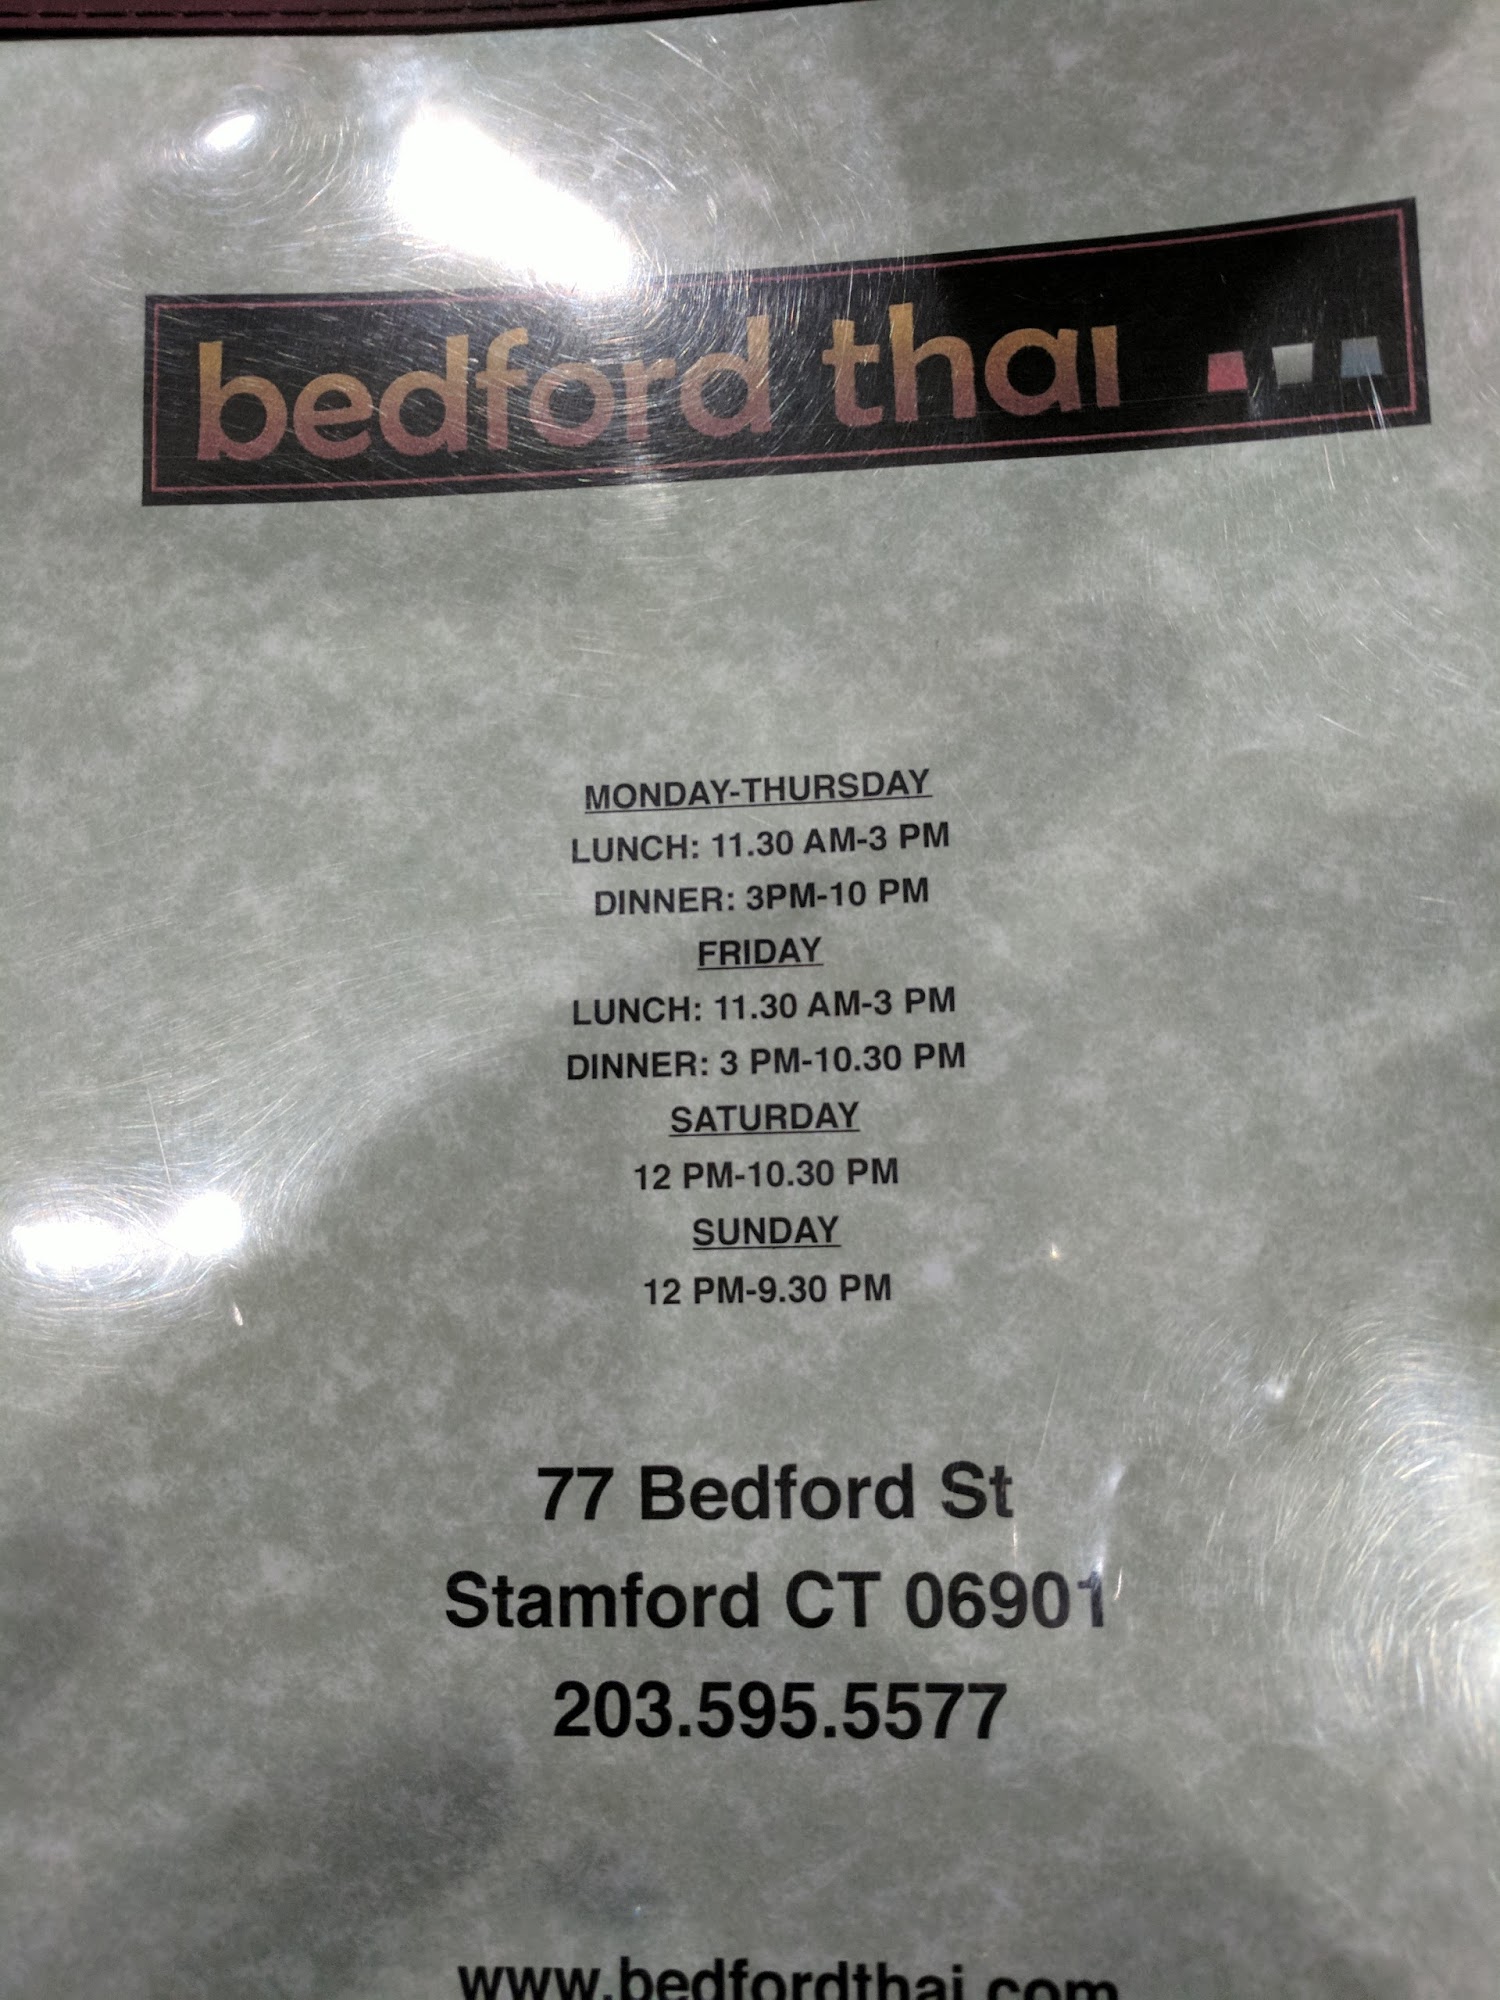 bedford thai
MONDAY-THURSDAY
LUNCH: 11.30 AM-3 PM
DINNER: 3PM-10 PM
FRIDAY
LUNCH: 11.30 AM-3 PM
DINNER: 3 PM-10.30 PM
SATURDAY
12 PM-10.30 PM
SUNDAY
12 PM-9.30 PM
77 Bedford St
Stamford CT 06901
203.595.5577
www.bedfordthai.com